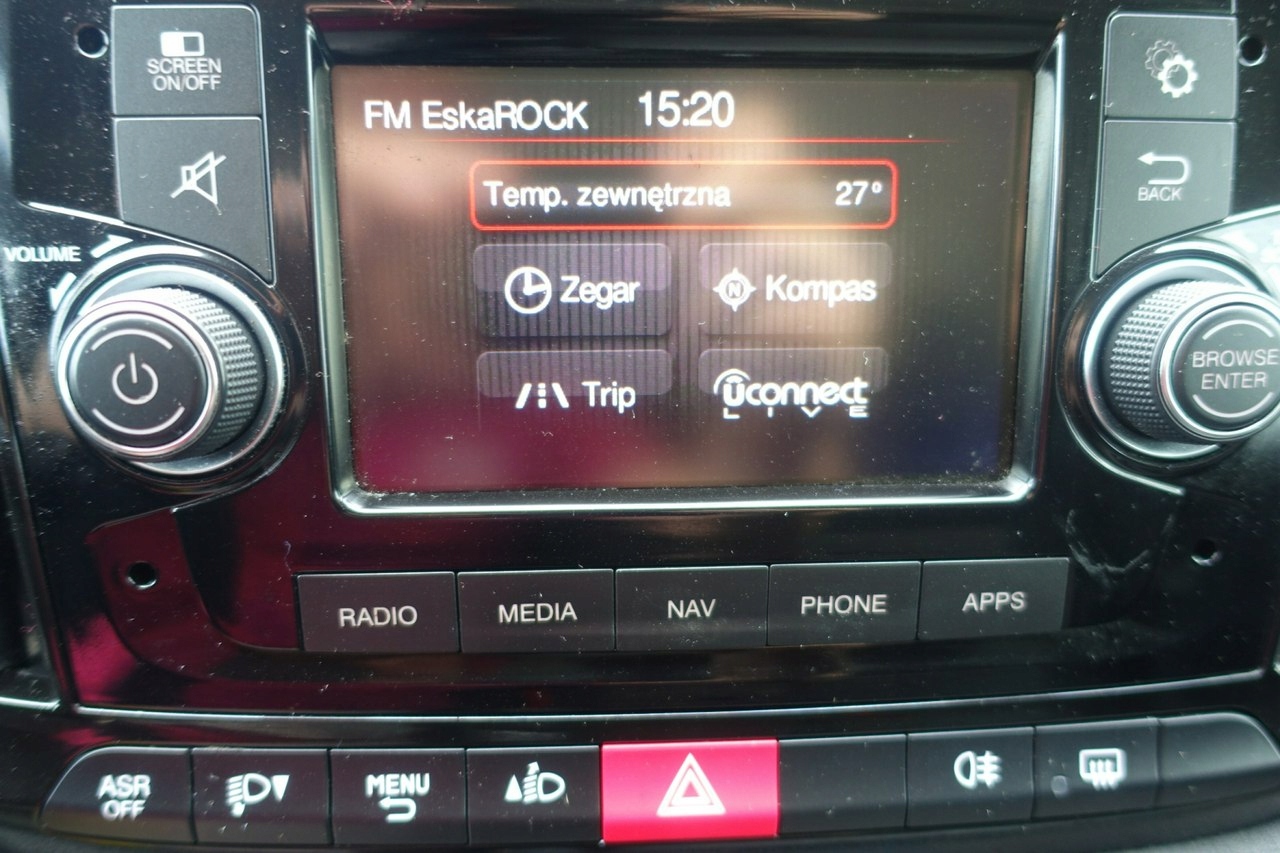 SCREEN
ON/OFF
FM EskaROCK 15:20
Temp. zewnętrzna 27°
BACK
VOLUME
Zegar
N
Kompas
Trip
uconnect
LIVE
BROWSE
ENTER
RADIO
MEDIA
NAV
PHONE
APPS
ASR
OFF
MENU